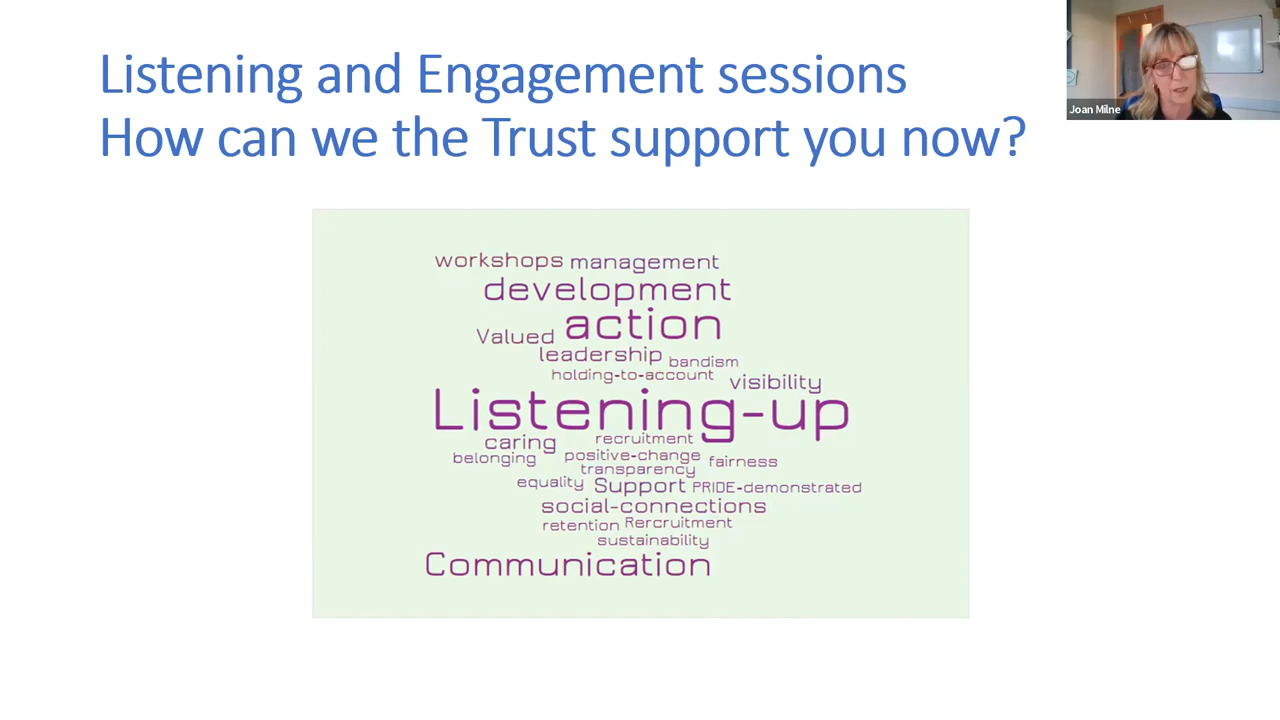 Listening and Engagement sessions
How can we the Trust support you now?
Joan Milne
workshops management
development
Valued action
leadership bandism
holding-to-account visibility
Listening-up
caring recruitment
belonging positive-change fairness
transparency
equality Support PRIDE-demonstrated
social-connections
retention Rercruitment
sustainability
Communication